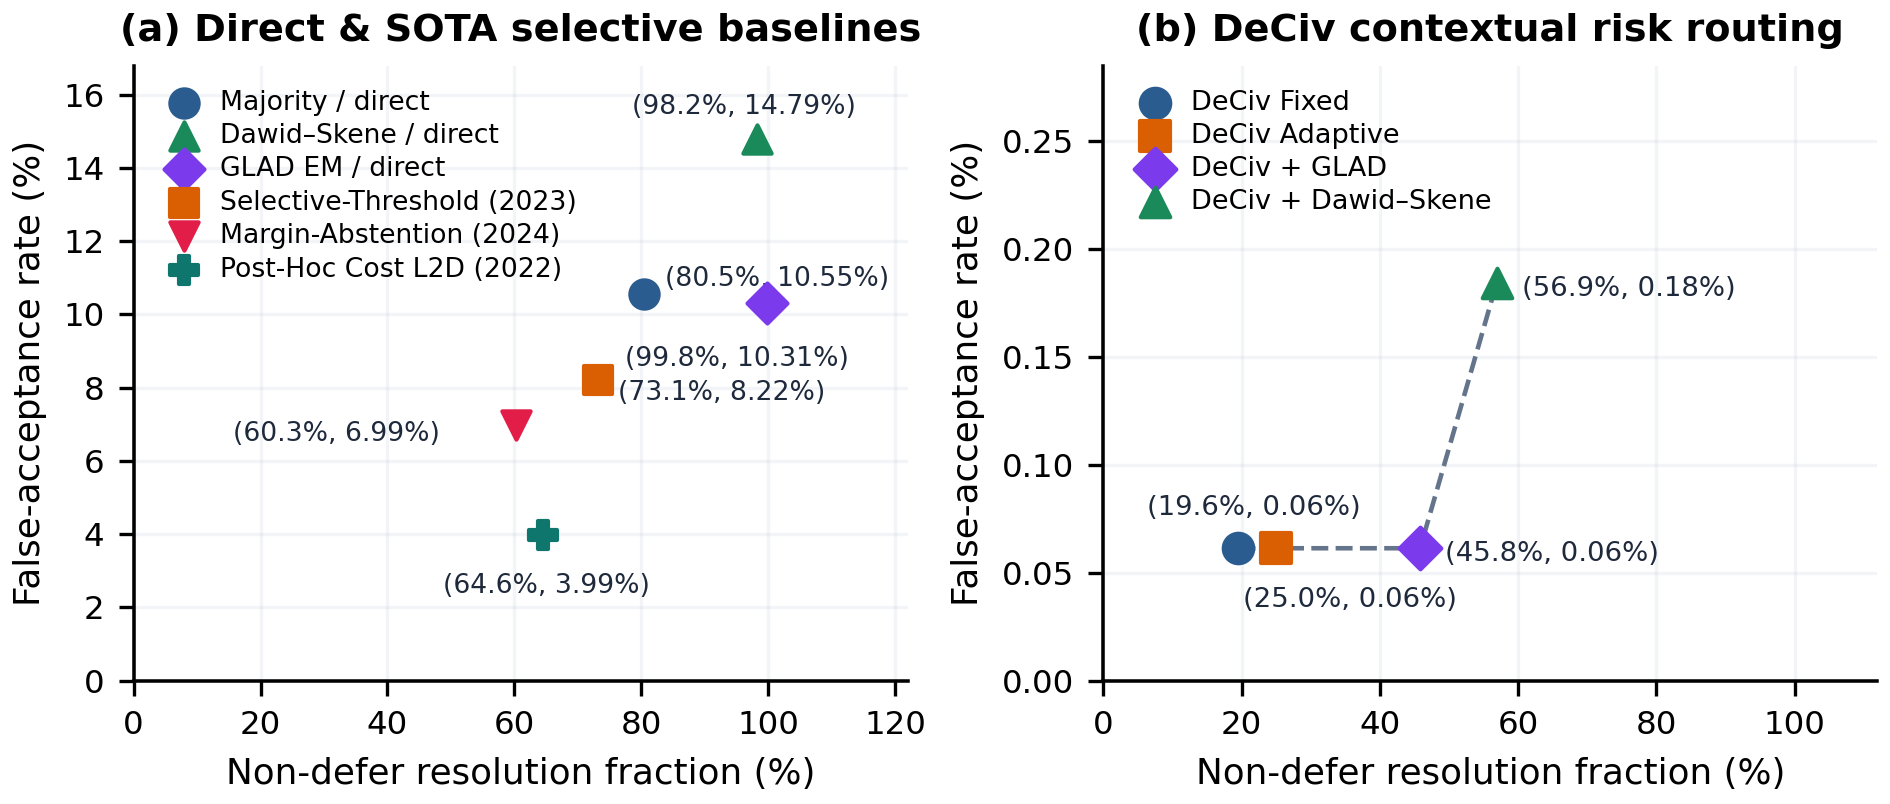 (a) Direct & SOTA selective baselines
False-acceptance rate (%)
16
14
12
10
8
6
4
2
0
Majority / direct
Dawid–Skene / direct
GLAD EM / direct
Selective-Threshold (2023)
Margin-Abstention (2024)
Post-Hoc Cost L2D (2022)
(98.2%, 14.79%)
(80.5%, 10.55%)
(99.8%, 10.31%)
(73.1%, 8.22%)
(60.3%, 6.99%)
(64.6%, 3.99%)
0 20 40 60 80 100 120
Non-defer resolution fraction (%)
(b) DeCiv contextual risk routing
False-acceptance rate (%)
0.25
0.20
0.15
0.10
0.05
0.00
DeCiv Fixed
DeCiv Adaptive
DeCiv + GLAD
DeCiv + Dawid–Skene
(56.9%, 0.18%)
(19.6%, 0.06%)
(45.8%, 0.06%)
(25.0%, 0.06%)
0 20 40 60 80 100
Non-defer resolution fraction (%)